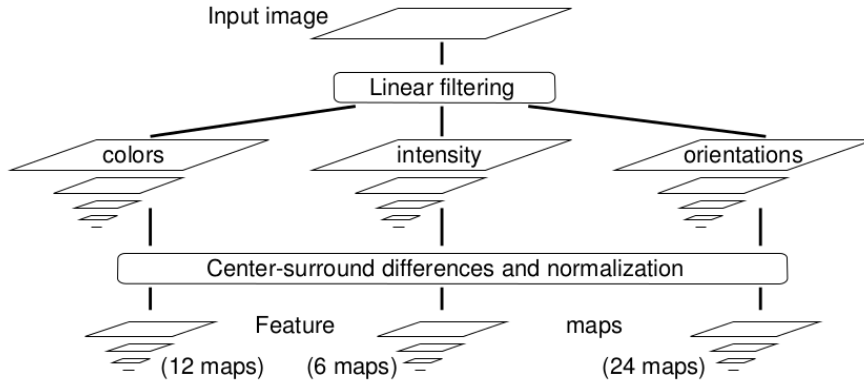 Input image
Linear filtering
colors
intensity
orientations
Center-surround differences and normalization
Feature maps
(12 maps)
(6 maps)
(24 maps)